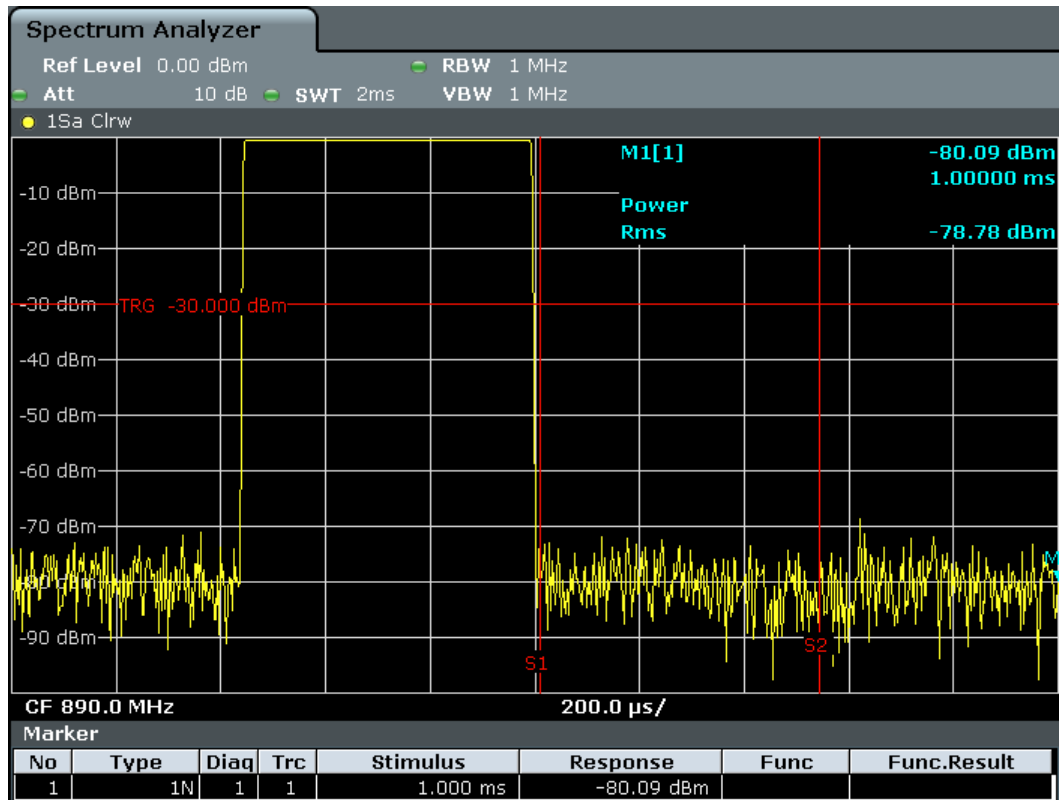 Spectrum Analyzer
Ref Level 0.00 dBm RBW 1 MHz
Att 10 dB SWT 2ms VBW 1 MHz
1Sa Clrw
M1[1] -80.09 dBm
1.00000 ms
Power
Rms -78.78 dBm
-10 dBm
-20 dBm
-30 dBm TRG -30.000 dBm
-40 dBm
-50 dBm
-60 dBm
-70 dBm
M
-80 dBm
-90 dBm
S2
S1
CF 890.0 MHz 200.0 µs/
Marker
No Type Diaq Trc Stimulus Response Func Func.Result
1 1N 1 1 1.000 ms -80.09 dBm